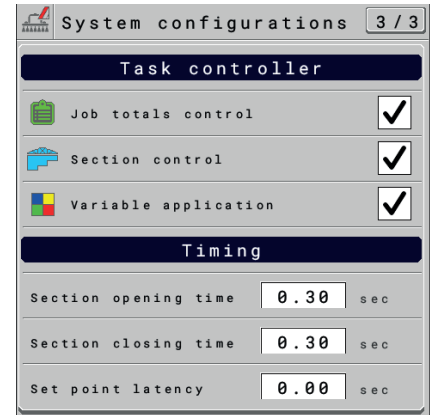 System configurations 3/3
Task controller
Job totals control
Section control
Variable application
Timing
Section opening time 0.30 sec
Section closing time 0.30 sec
Set point latency 0.00 sec